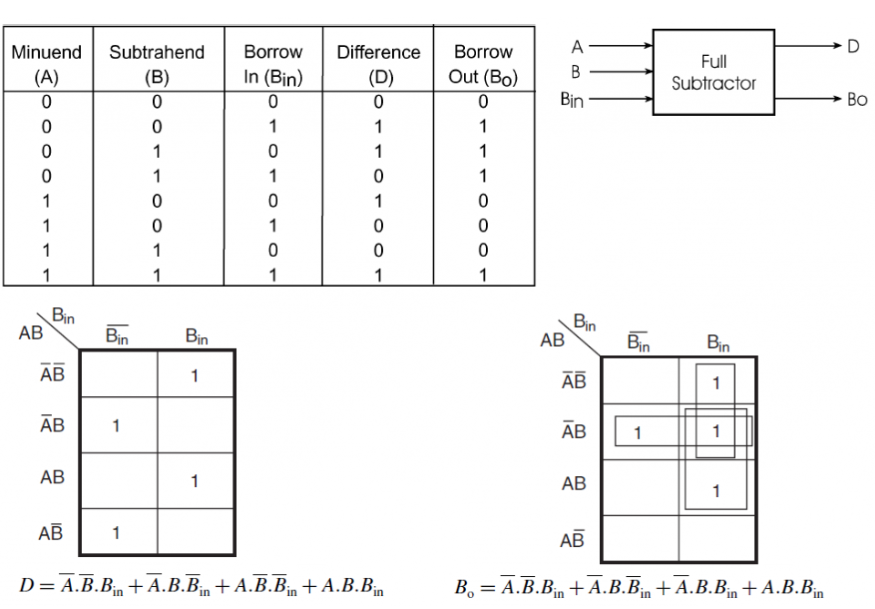 Minuend Subtrahend Borrow Difference Borrow
(A) (B) In (Bin) (D) Out (Bo)
0 0 0 0 0
0 0 1 1 1
0 1 0 1 1
0 1 1 0 1
1 0 0 1 0
1 0 1 0 0
1 1 0 0 0
1 1 1 1 1
A
B
Bin
Full
Subtractor
D
Bo
Bin
AB B̅in Bin
A̅B̅ 1
A̅B 1
AB 1
AB̅ 1
D = A̅.B̅.Bin + A̅.B.B̅in + A.B̅.B̅in + A.B.Bin
Bin
AB B̅in Bin
A̅B̅ 1
A̅B 1 1
AB 1
AB̅
Bo = A̅.B̅.Bin + A̅.B.B̅in + A̅.B.Bin + A.B.Bin